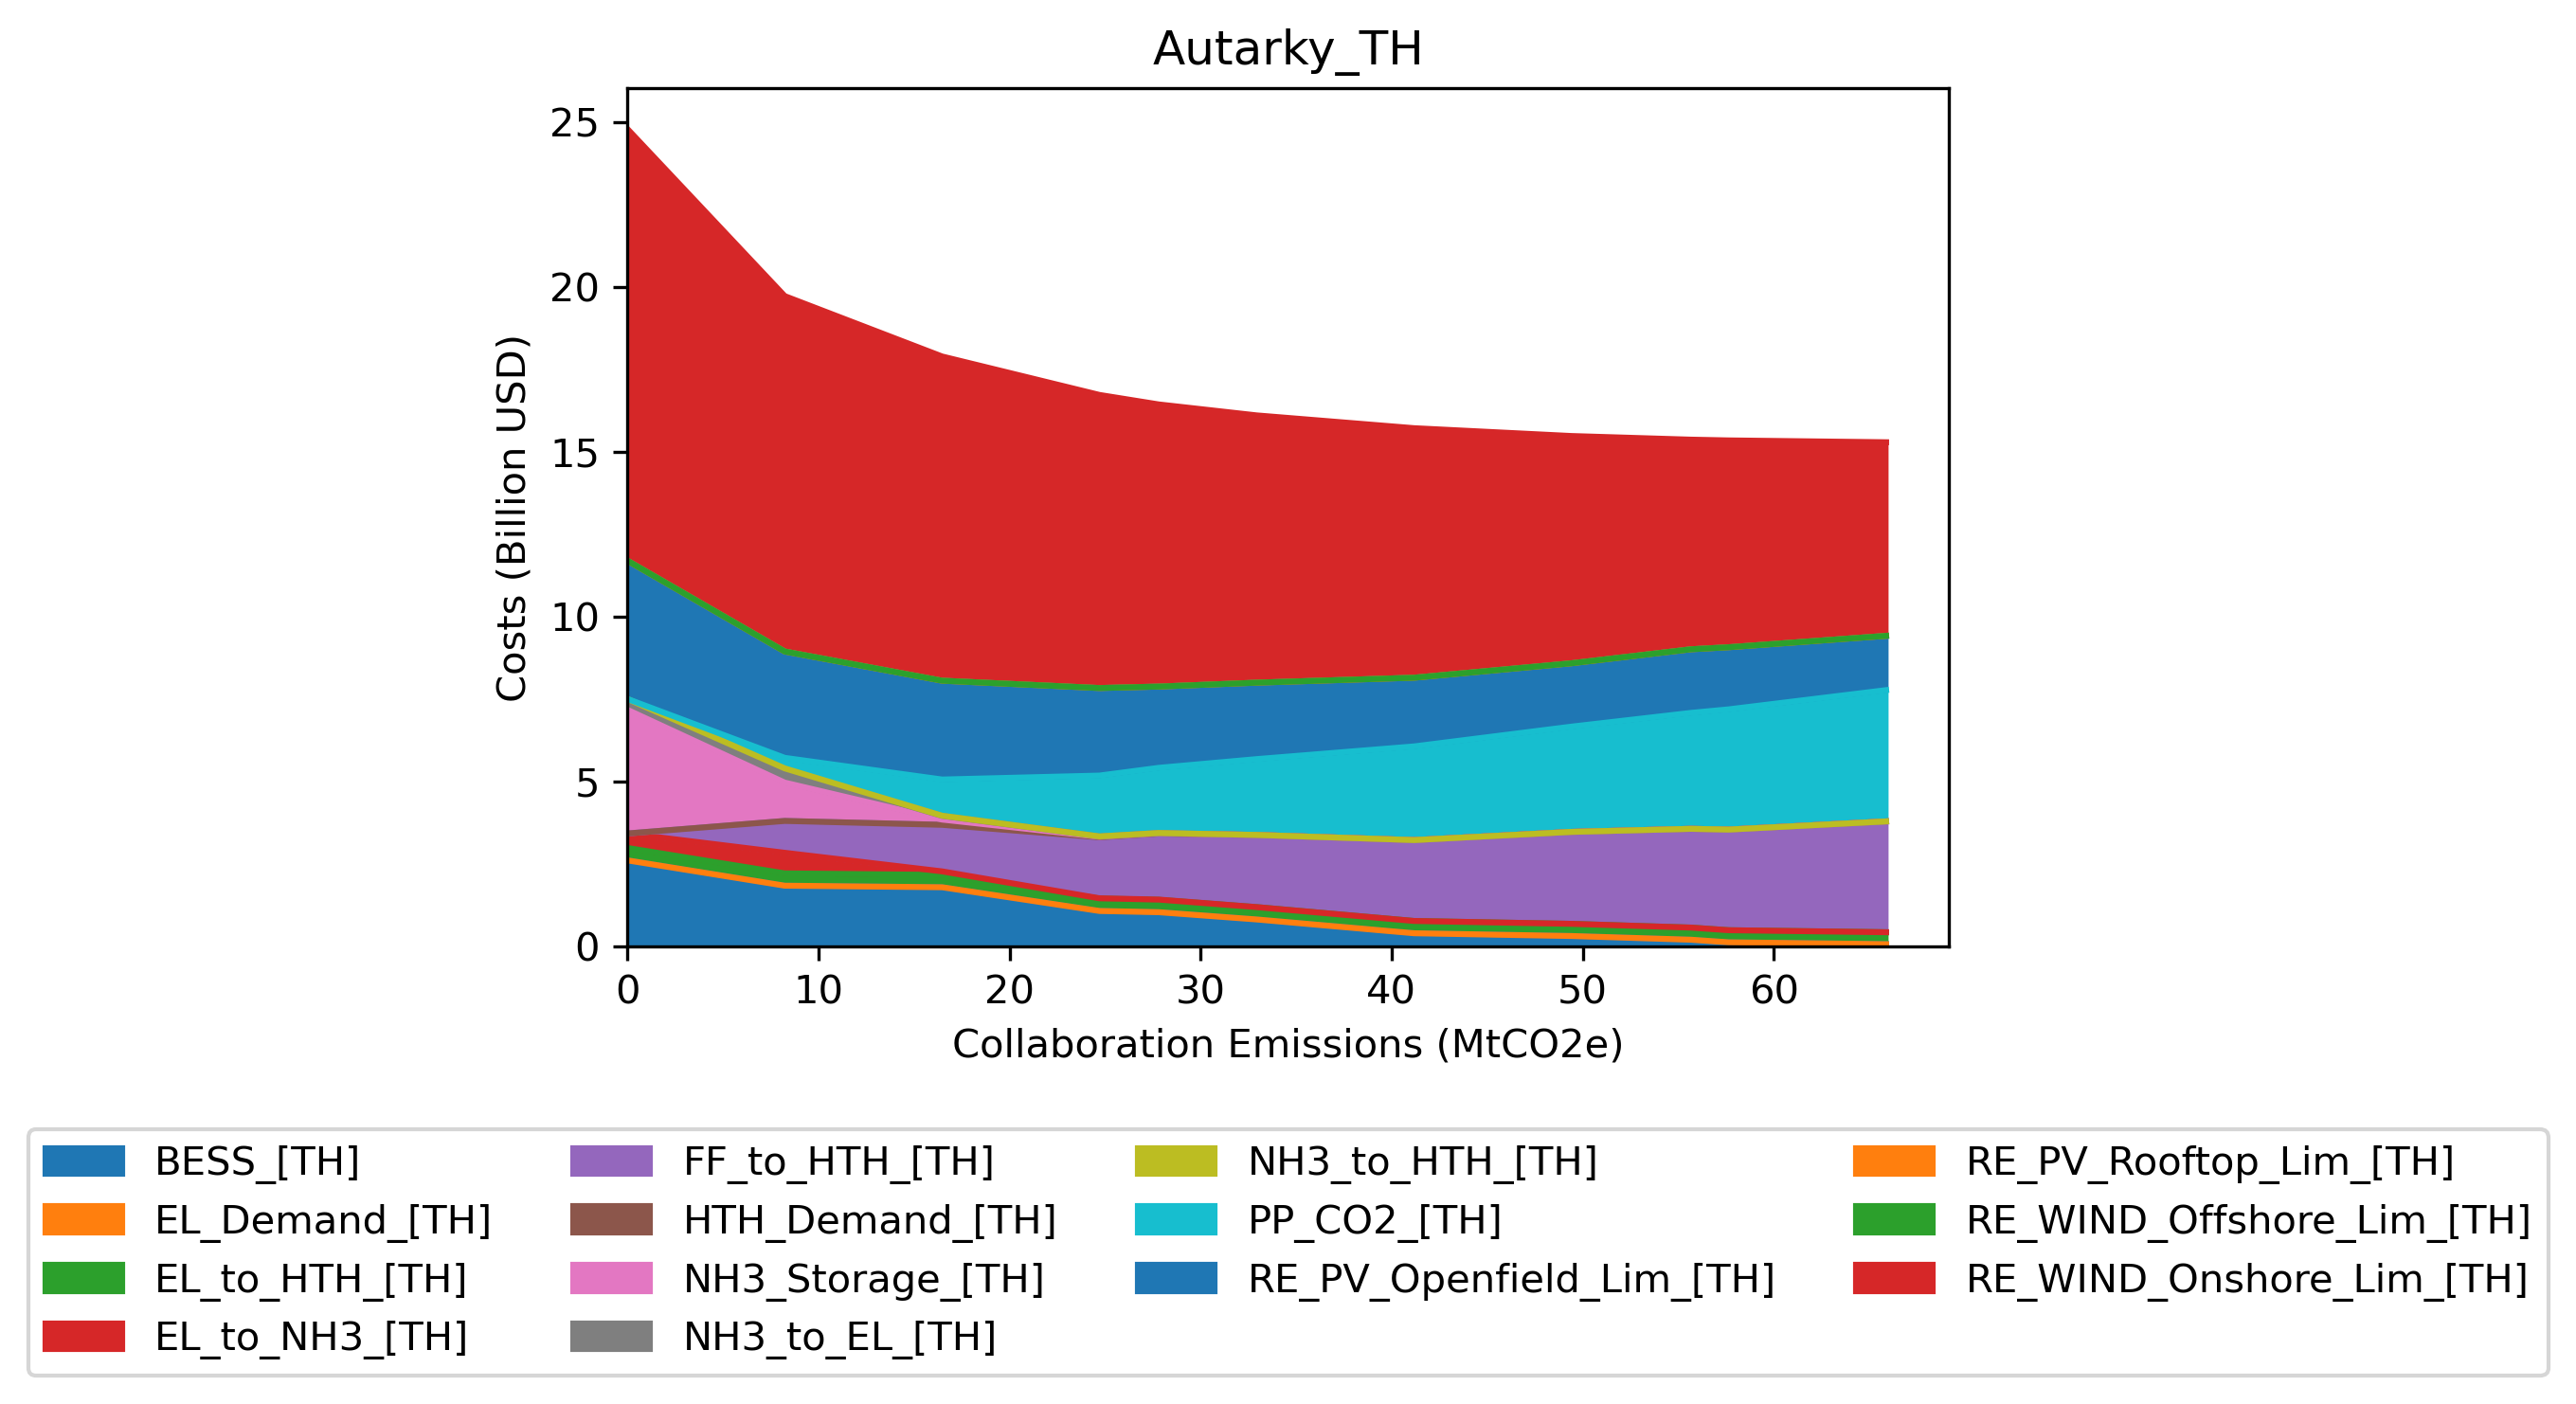 Autarky_TH
Costs (Billion USD)
25
20
15
10
5
0
0 10 20 30 40 50 60
Collaboration Emissions (MtCO2e)
BESS_[TH]
EL_Demand_[TH]
EL_to_HTH_[TH]
EL_to_NH3_[TH]
FF_to_HTH_[TH]
HTH_Demand_[TH]
NH3_Storage_[TH]
NH3_to_EL_[TH]
NH3_to_HTH_[TH]
PP_CO2_[TH]
RE_PV_Openfield_Lim_[TH]
RE_PV_Rooftop_Lim_[TH]
RE_WIND_Offshore_Lim_[TH]
RE_WIND_Onshore_Lim_[TH]